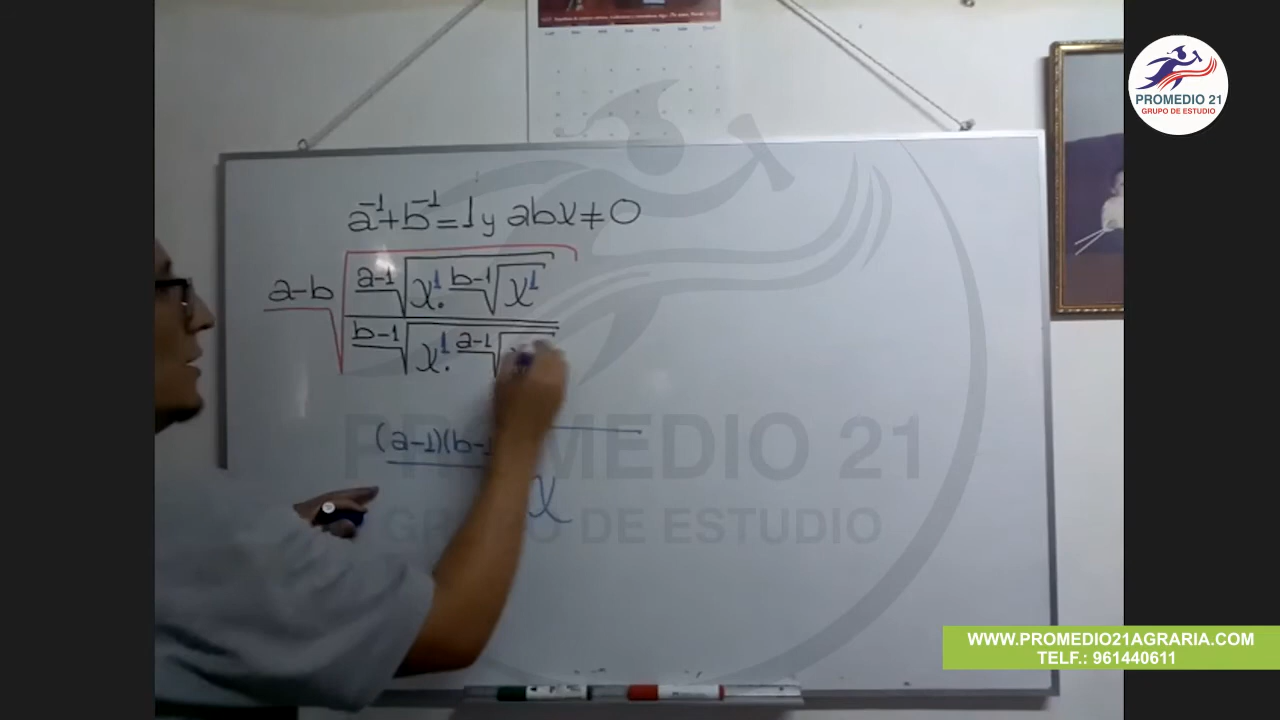 PROMEDIO 21
GRUPO DE ESTUDIO
a⁻¹+b⁻¹=1 y abx≠0
a-b √ a-1 √ x¹. b-1 √ x¹
b-1 √ x¹. a-1 √
(a-1)(b-1
x
PROMEDIO 21
GRUPO DE ESTUDIO
WWW.PROMEDIO21AGRARIA.COM
TELF.: 961440611